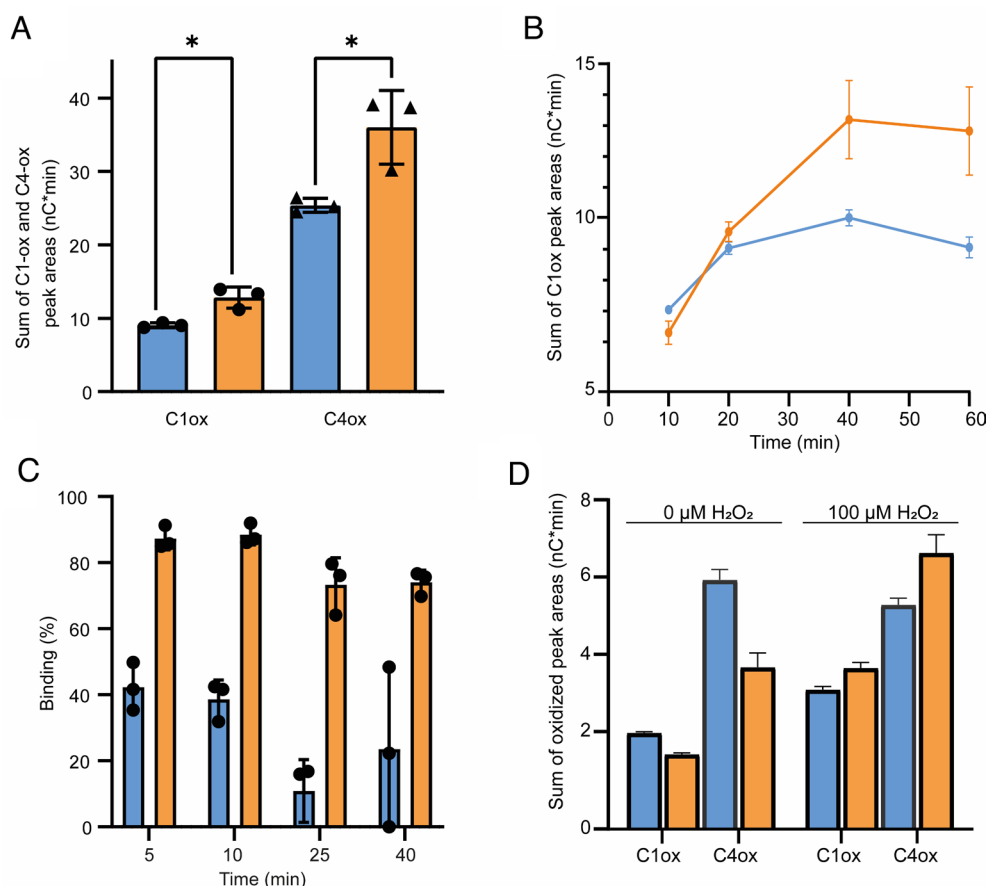 A
Sum of C1-ox and C4-ox
peak areas (nC*min)
40
30
20
10
0
*
*
C1ox
C4ox
B
Sum of C1ox peak areas (nC*min)
15
10
5
0
10
20
30
40
50
60
Time (min)
C
Binding (%)
100
80
60
40
20
0
5
10
25
40
Time (min)
D
Sum of oxidized peak areas (nC*min)
8
6
4
2
0
0 µM H₂O₂
100 µM H₂O₂
C1ox
C4ox
C1ox
C4ox